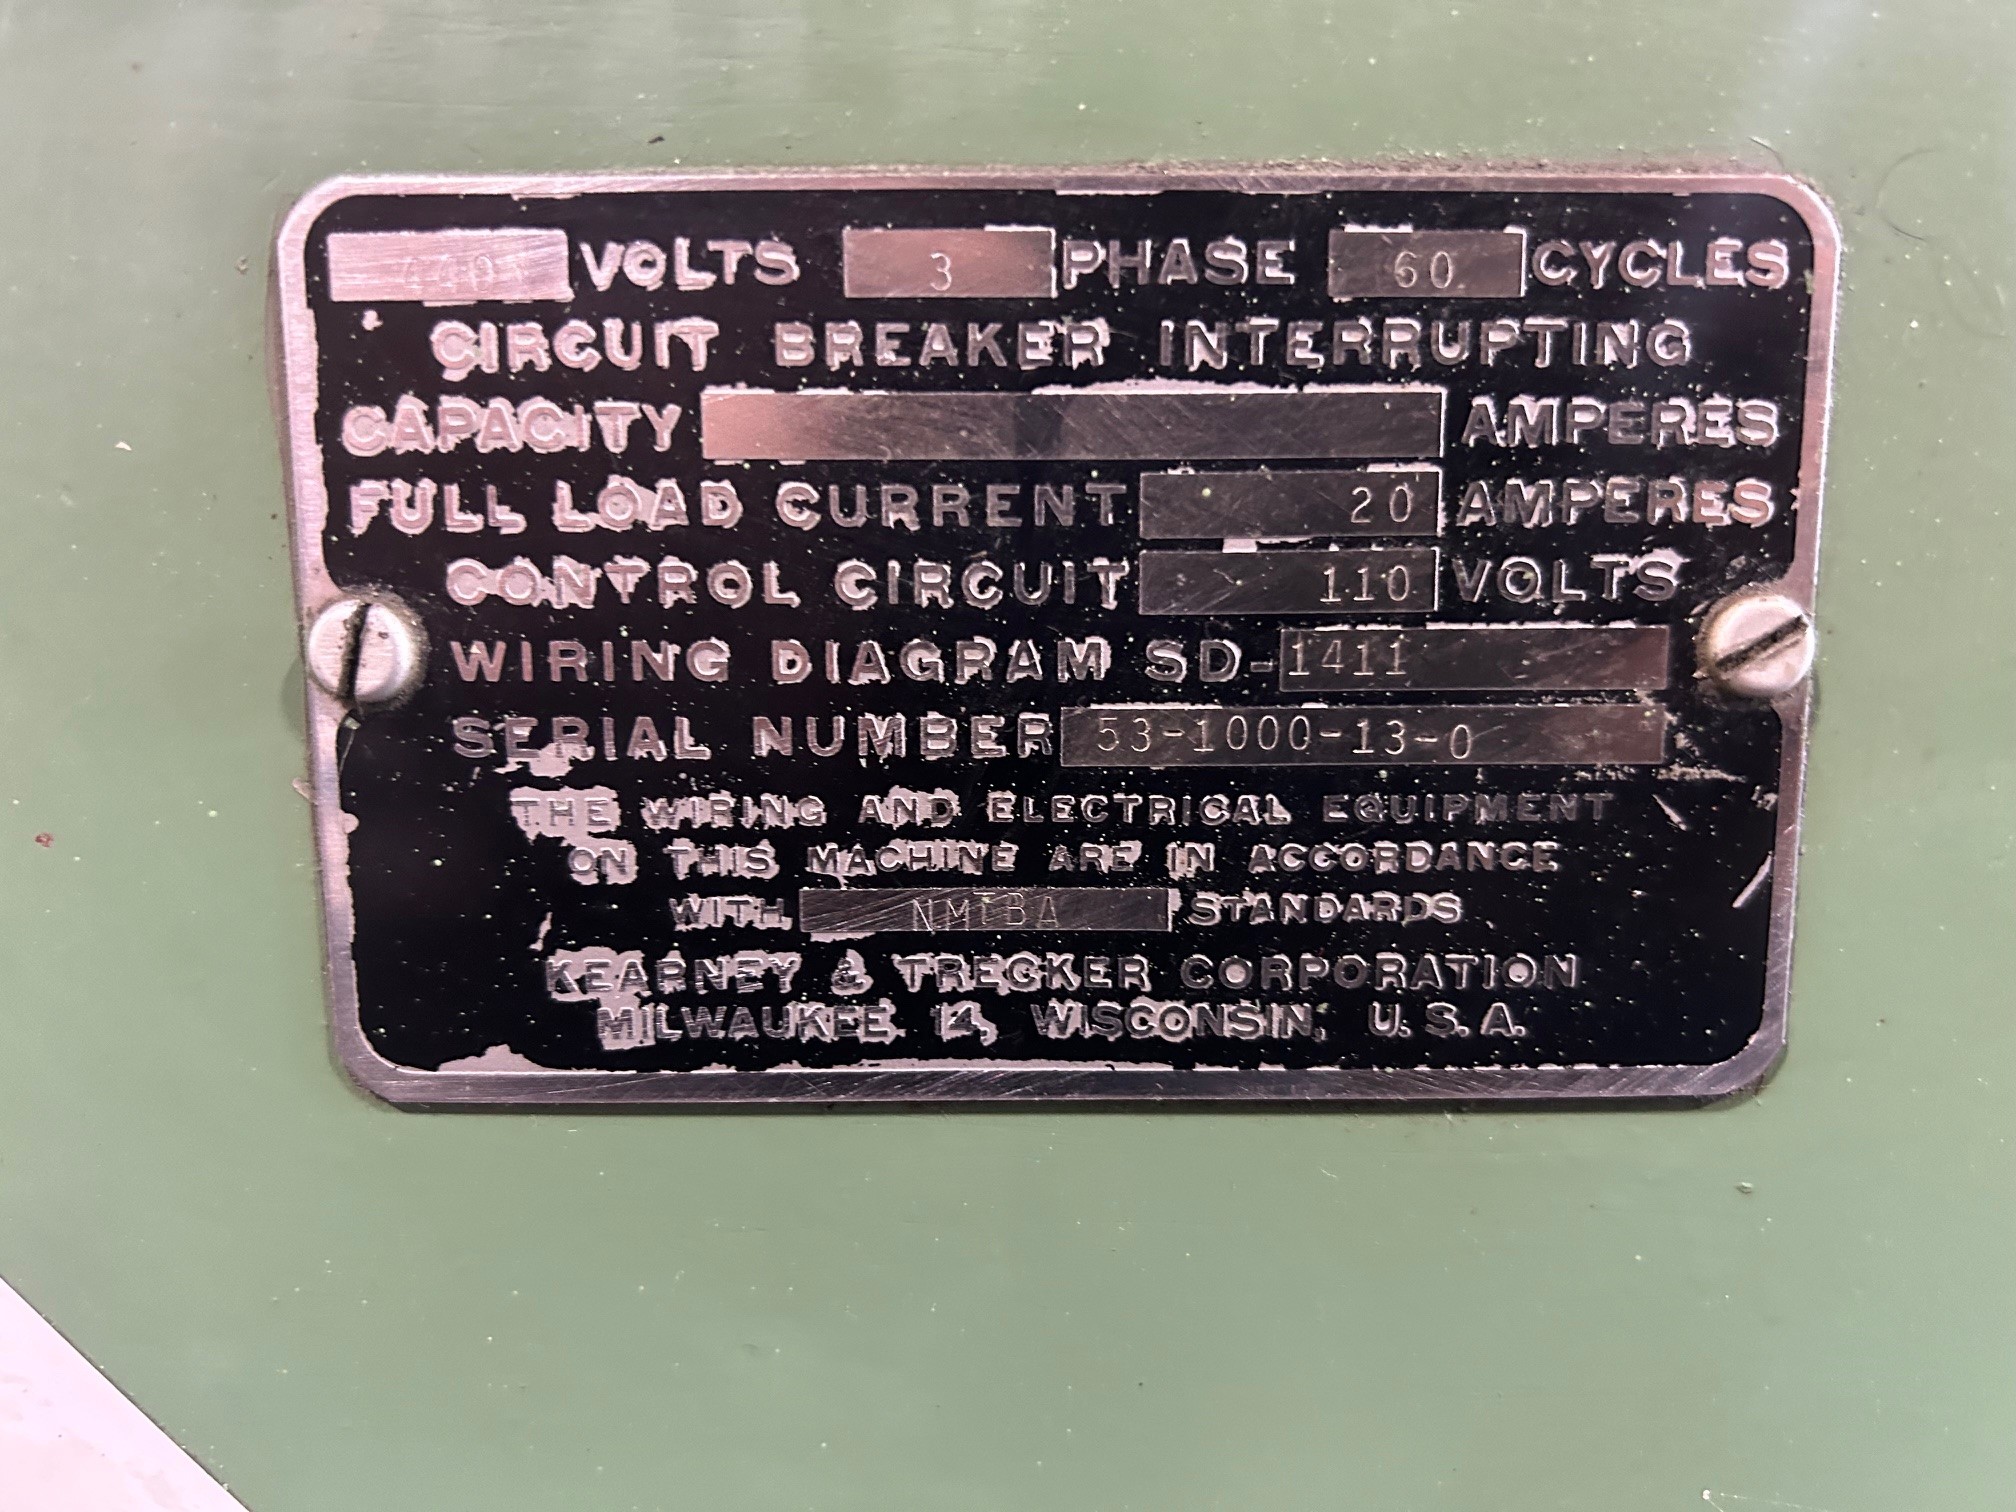 440 VOLTS 3 PHASE 60 CYCLES
CIRCUIT BREAKER INTERRUPTING
CAPACITY AMPERES
FULL LOAD CURRENT 20 AMPERES
CONTROL CIRCUIT 110 VOLTS
WIRING DIAGRAM SD-1411
SERIAL NUMBER 53-1000-13-0
THE WIRING AND ELECTRICAL EQUIPMENT
ON THIS MACHINE ARE IN ACCORDANCE
WITH NMTBA STANDARDS
KEARNEY & TRECKER CORPORATION
MILWAUKEE 14, WISCONSIN, U.S.A.